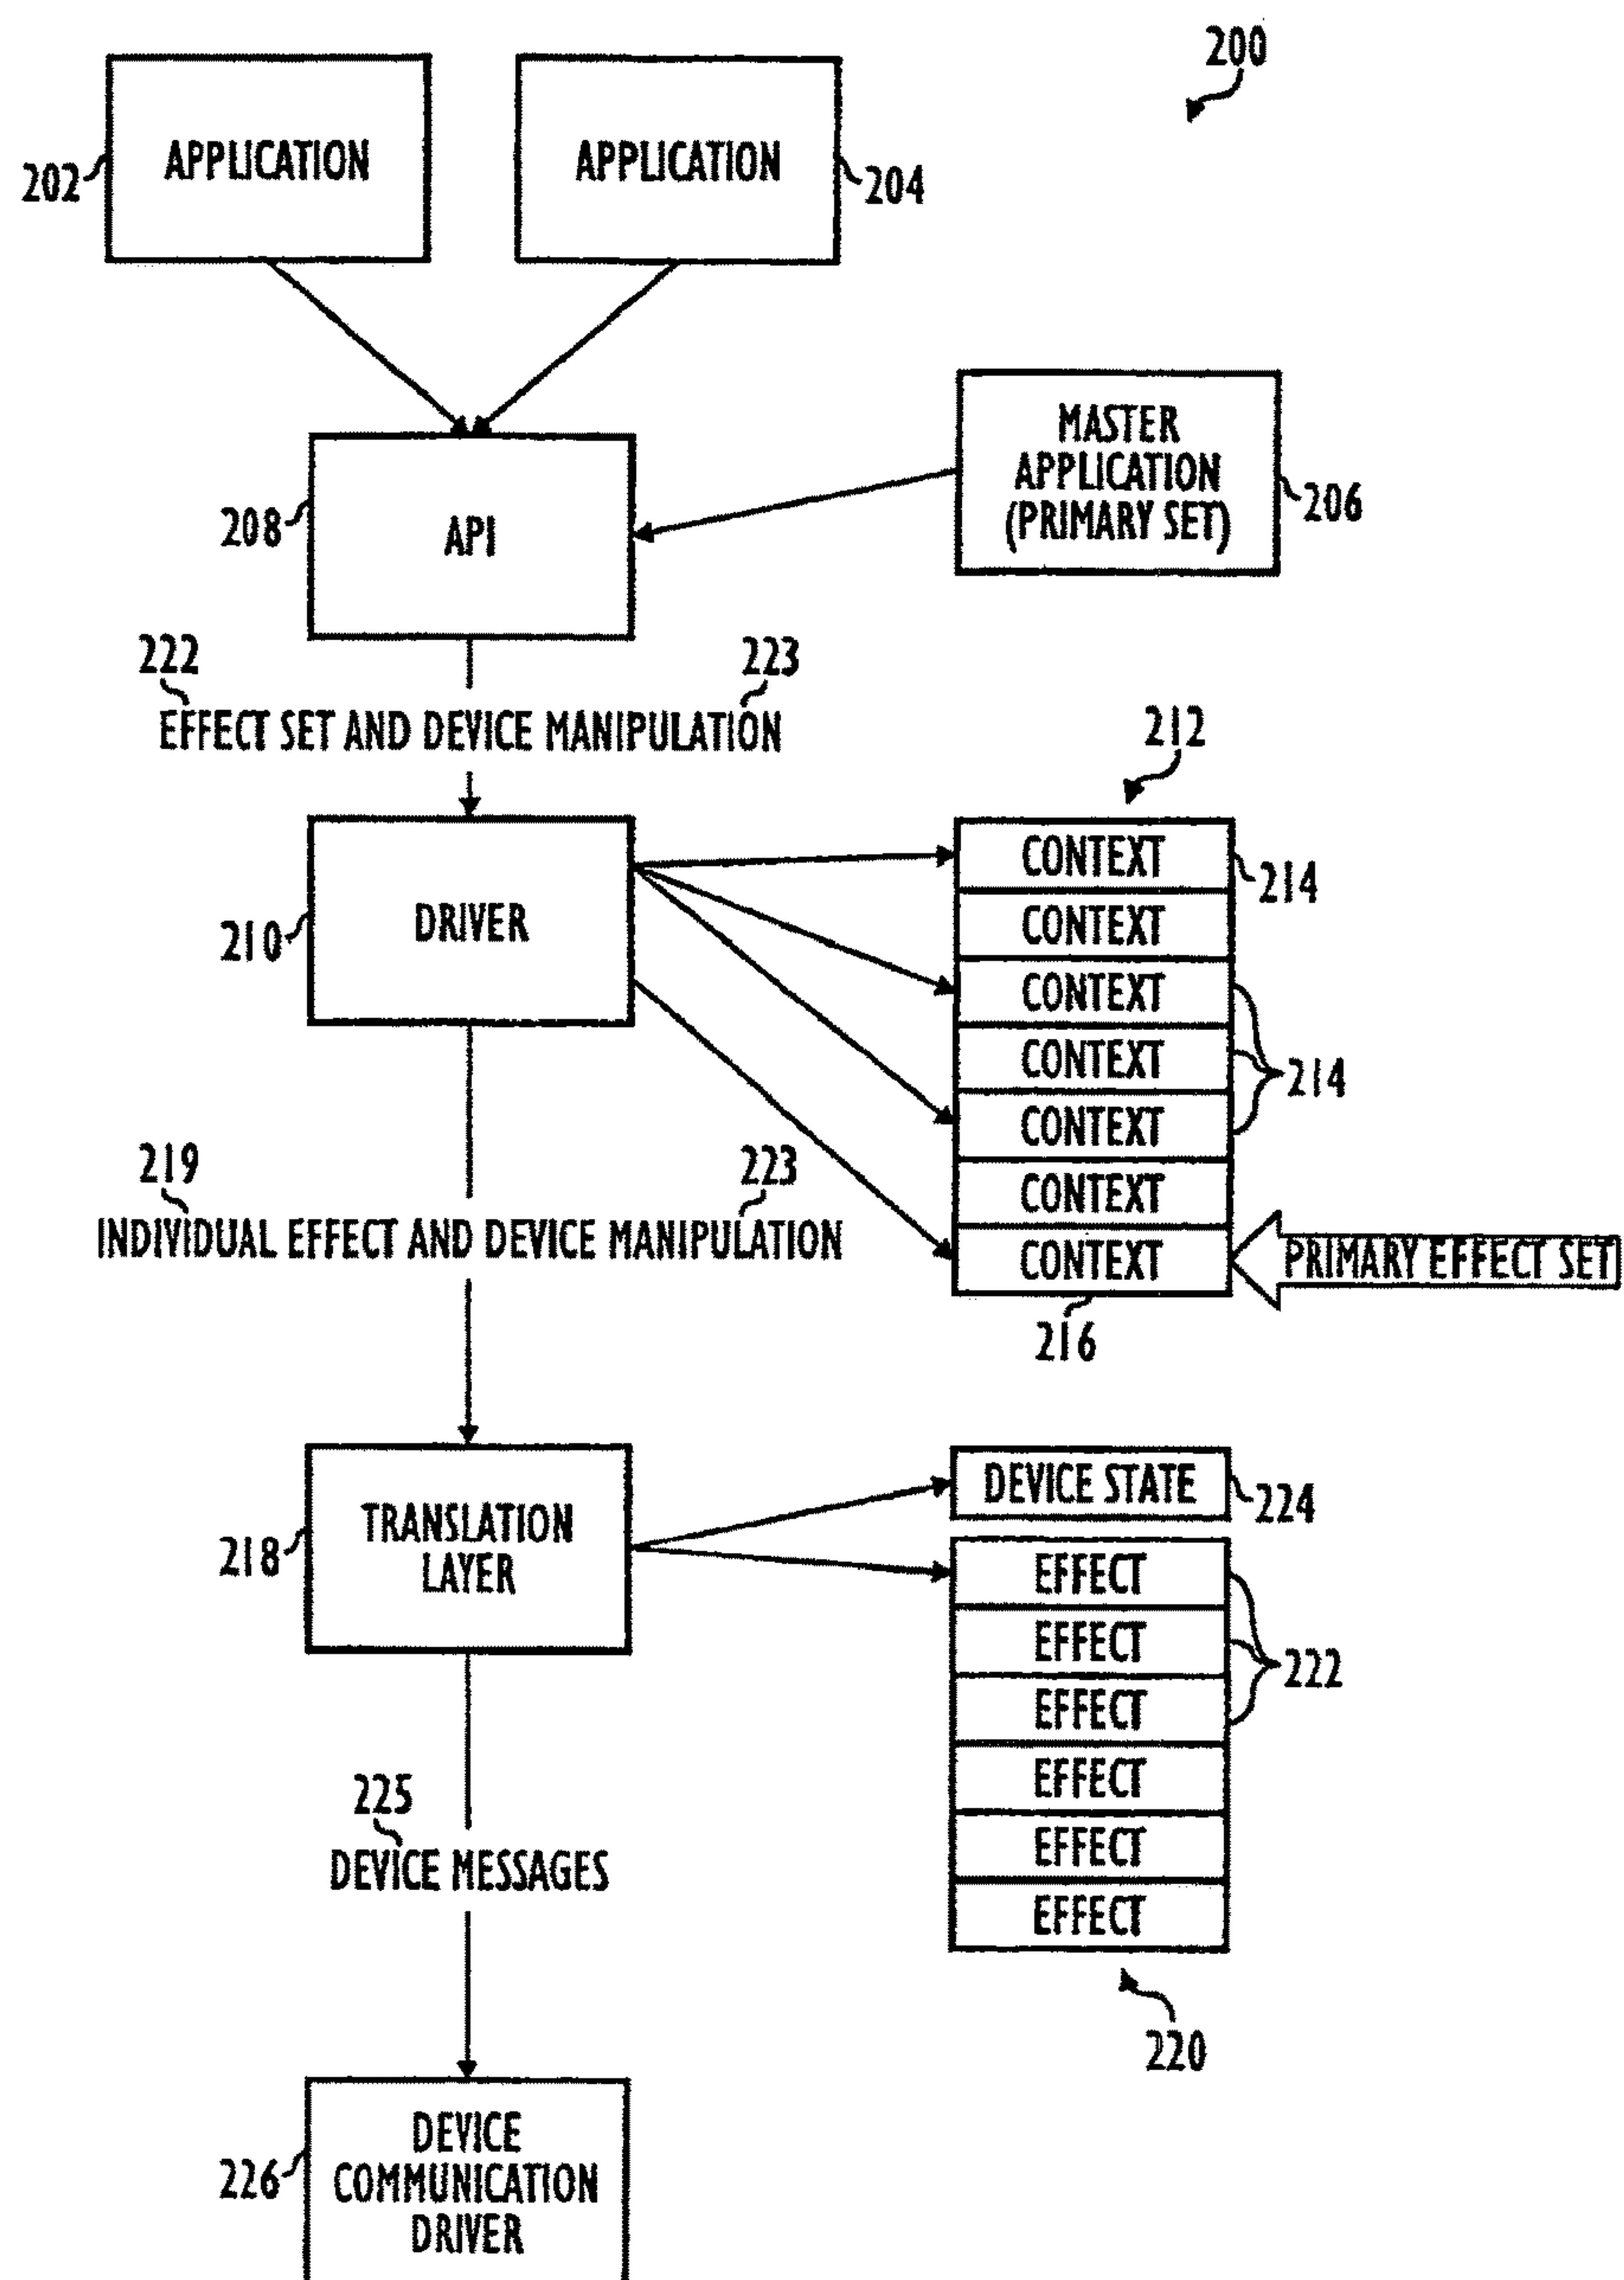 200
APPLICATION
APPLICATION
202
204
MASTER
APPLICATION
(PRIMARY SET)
206
208
API
222
223
EFFECT SET AND DEVICE MANIPULATION
212
CONTEXT
214
210
DRIVER
CONTEXT
CONTEXT
CONTEXT
214
CONTEXT
219
223
CONTEXT
INDIVIDUAL EFFECT AND DEVICE MANIPULATION
CONTEXT
PRIMARY EFFECT SET
216
DEVICE STATE
224
218
TRANSLATION
LAYER
EFFECT
EFFECT
222
EFFECT
EFFECT
225
DEVICE MESSAGES
EFFECT
EFFECT
220
226
DEVICE
COMMUNICATION
DRIVER